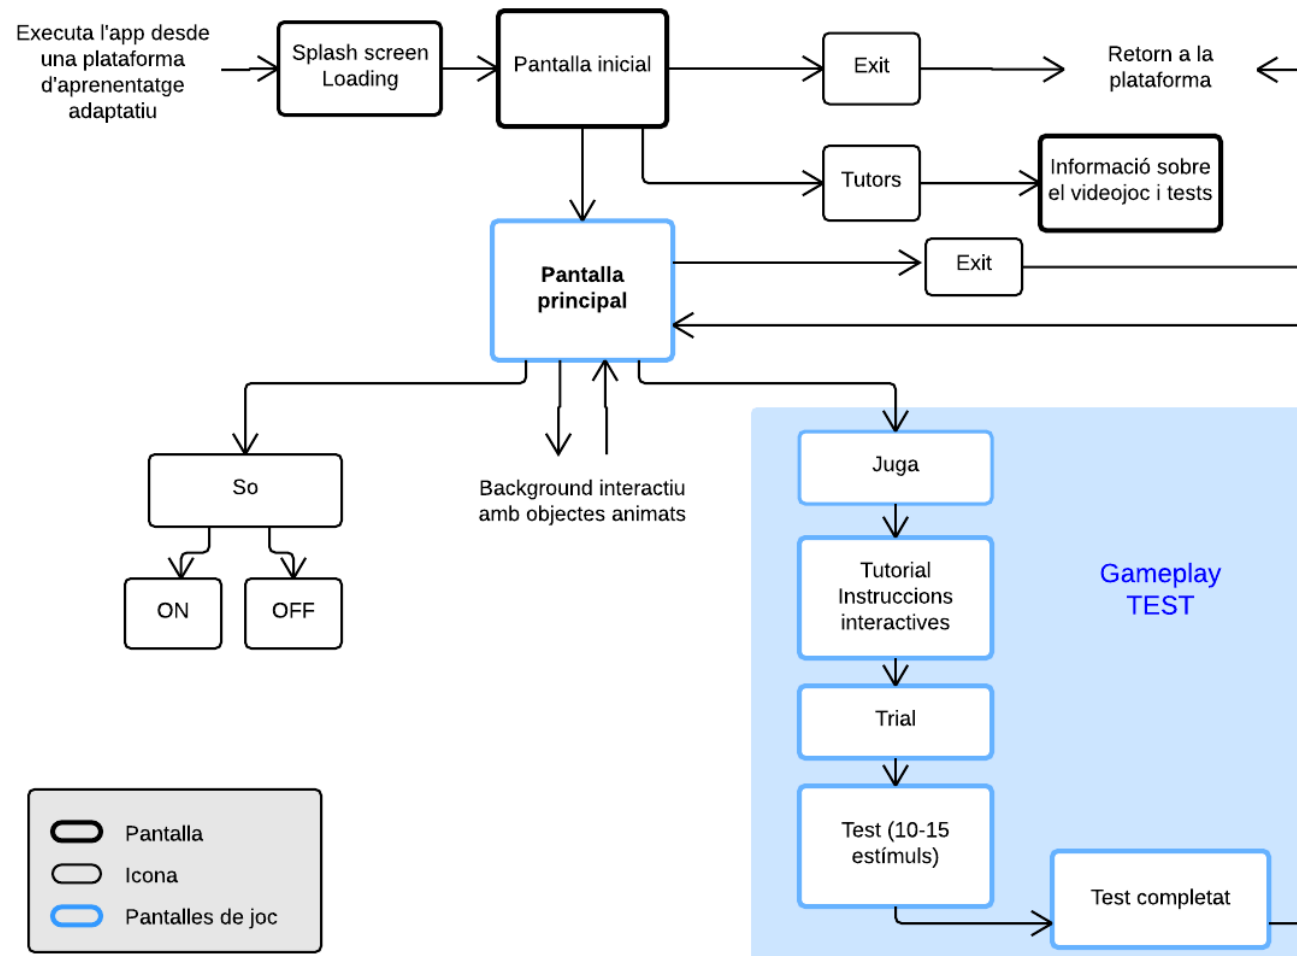 Executa l'app desde
una plataforma
d'aprenentatge
adaptatiu
Splash screen
Loading
Pantalla inicial
Exit
Retorn a la
plataforma
Tutors
Informació sobre
el videojoc i tests
Pantalla
principal
Exit
So
ON
OFF
Background interactiu
amb objectes animats
Juga
Tutorial
Instruccions
interactives
Gameplay
TEST
Trial
Test (10-15
estímuls)
Test completat
Pantalla
Icona
Pantalles de joc